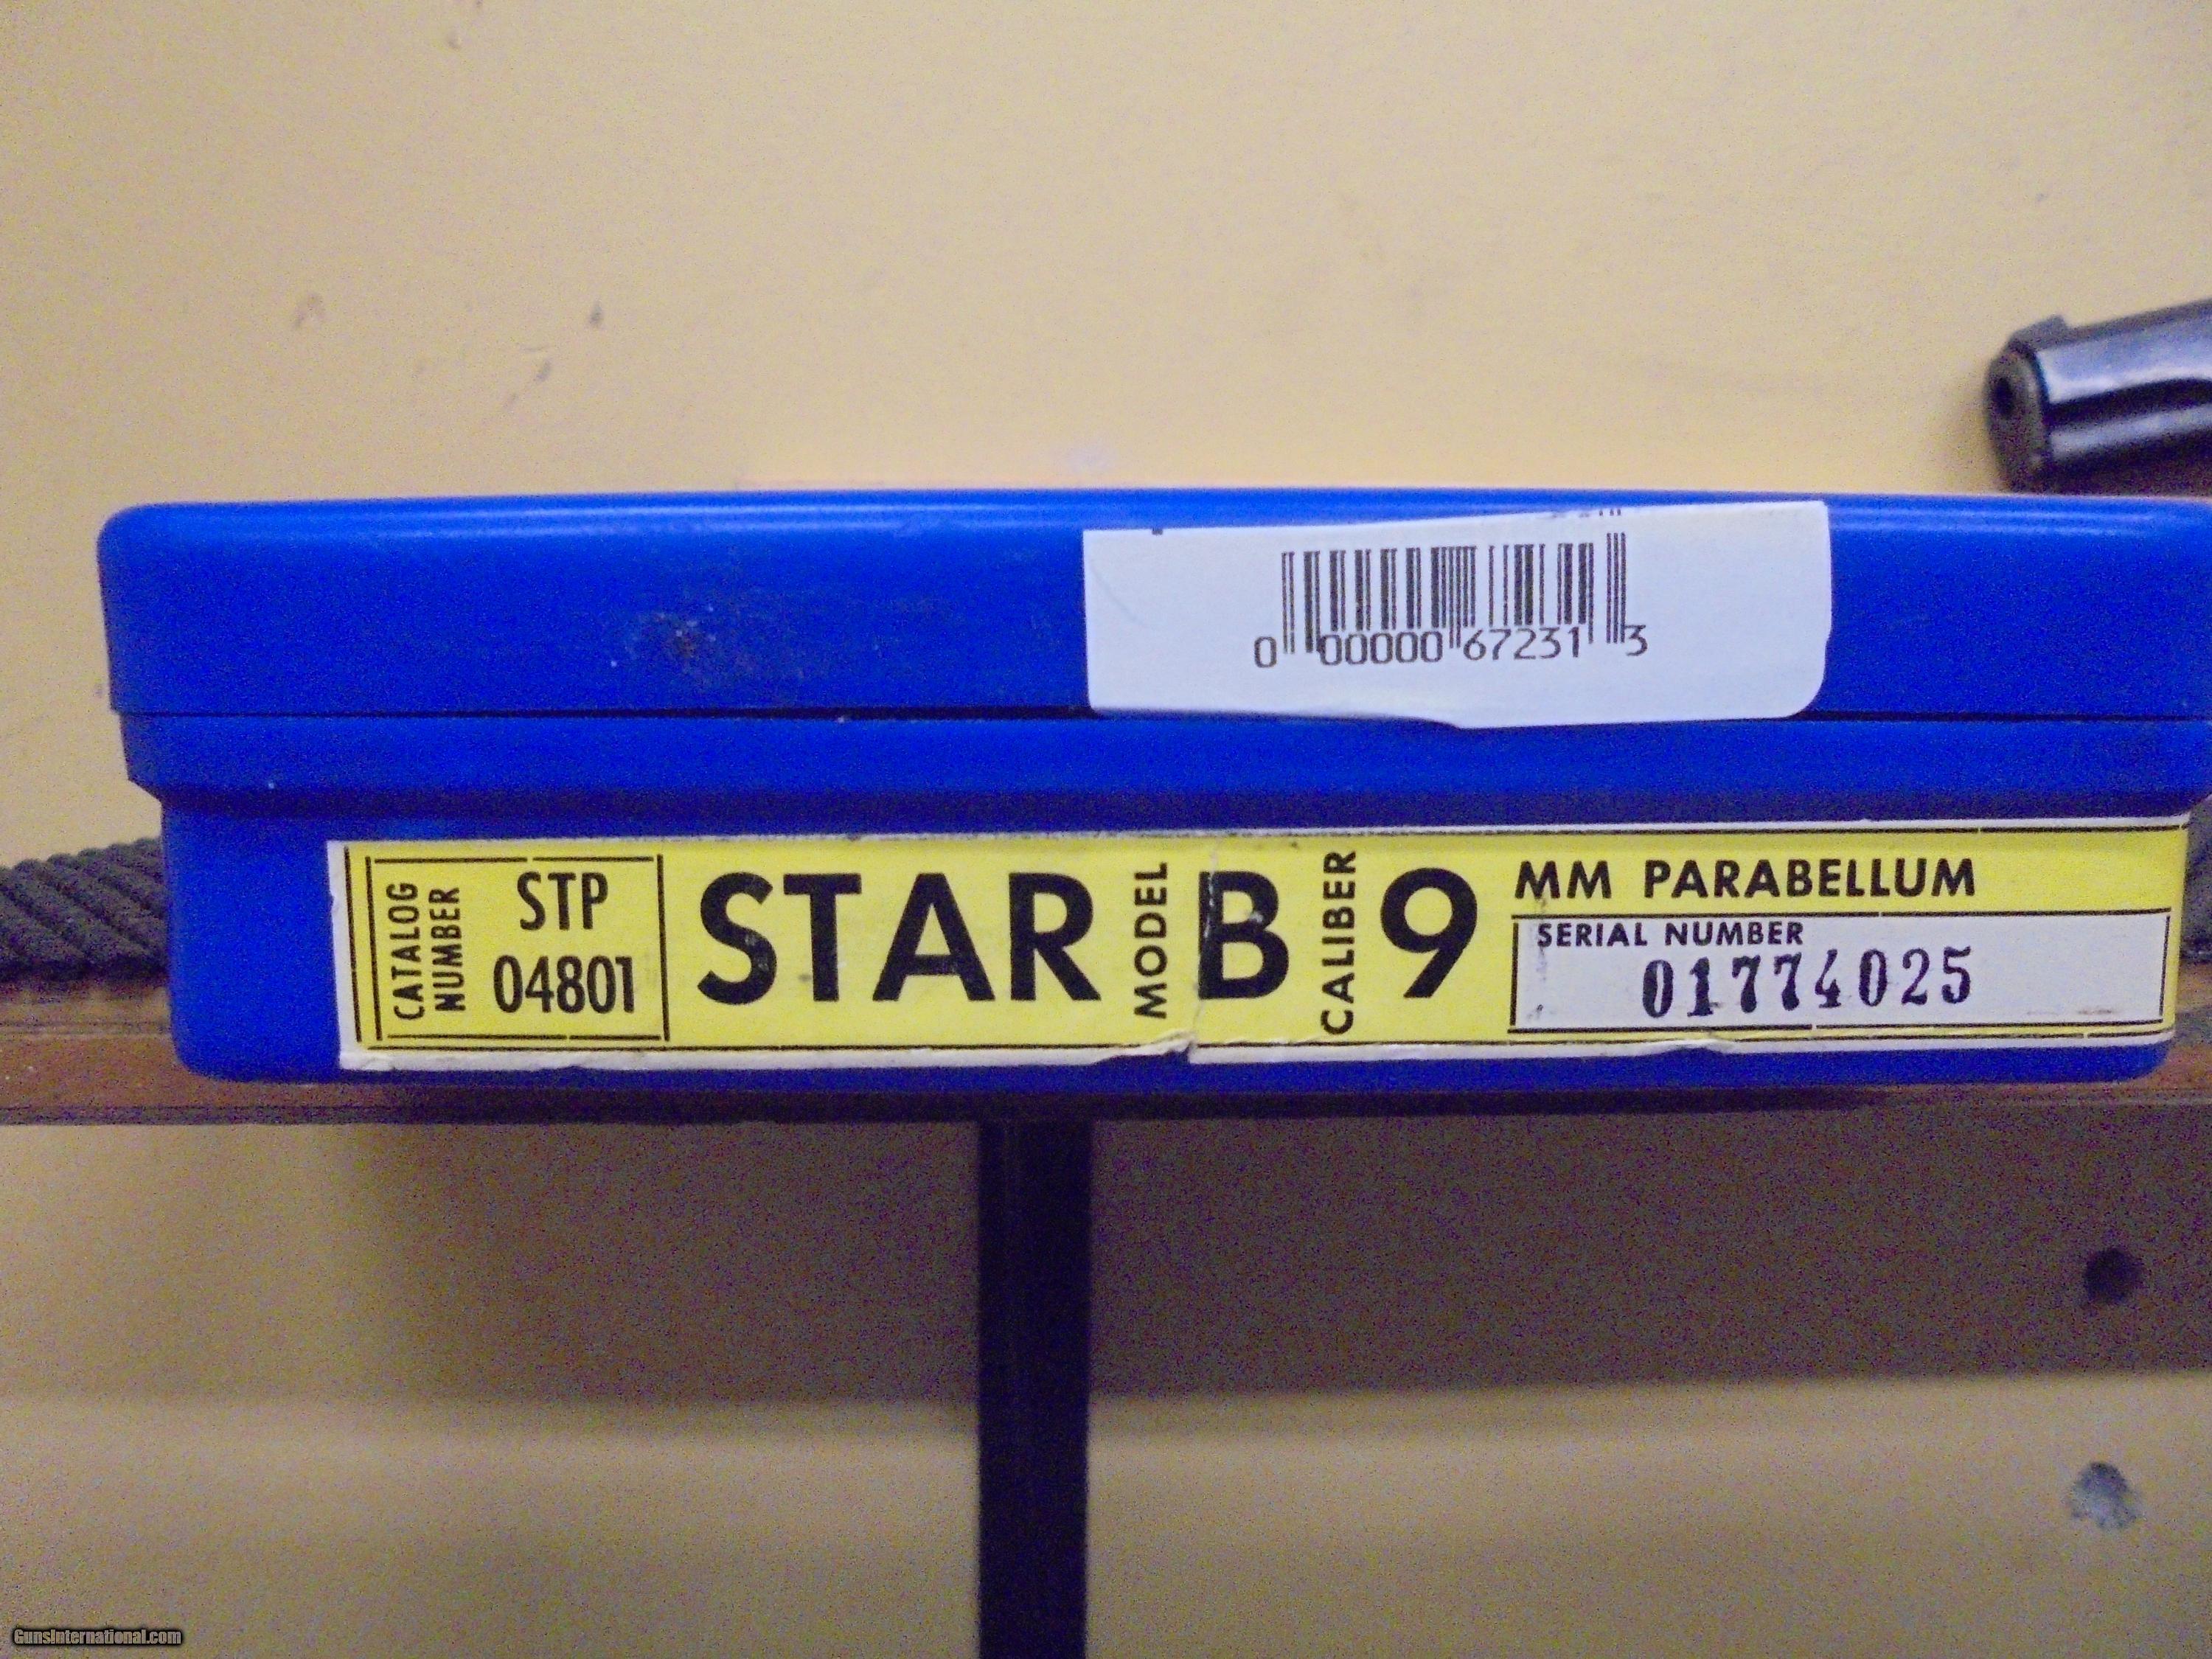 0 00000 67231 3
CATALOG NUMBER
STP 04801
STAR MODEL B CALIBER 9 MM PARABELLUM
SERIAL NUMBER
01774025
GunsInternational.com